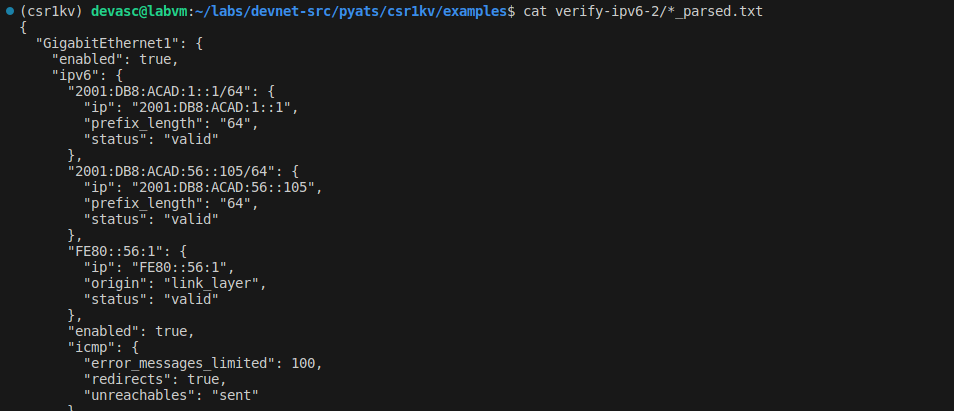 (csr1kv) devasc@labvm:~/labs/devnet-src/pyats/csr1kv/examples$ cat verify-ipv6-2/*_parsed.txt
{
  "GigabitEthernet1": {
    "enabled": true,
    "ipv6": {
      "2001:DB8:ACAD:1::1/64": {
        "ip": "2001:DB8:ACAD:1::1",
        "prefix_length": "64",
        "status": "valid"
      },
      "2001:DB8:ACAD:56::105/64": {
        "ip": "2001:DB8:ACAD:56::105",
        "prefix_length": "64",
        "status": "valid"
      },
      "FE80::56:1": {
        "ip": "FE80::56:1",
        "origin": "link_layer",
        "status": "valid"
      },
      "enabled": true,
      "icmp": {
        "error_messages_limited": 100,
        "redirects": true,
        "unreachables": "sent"
      }